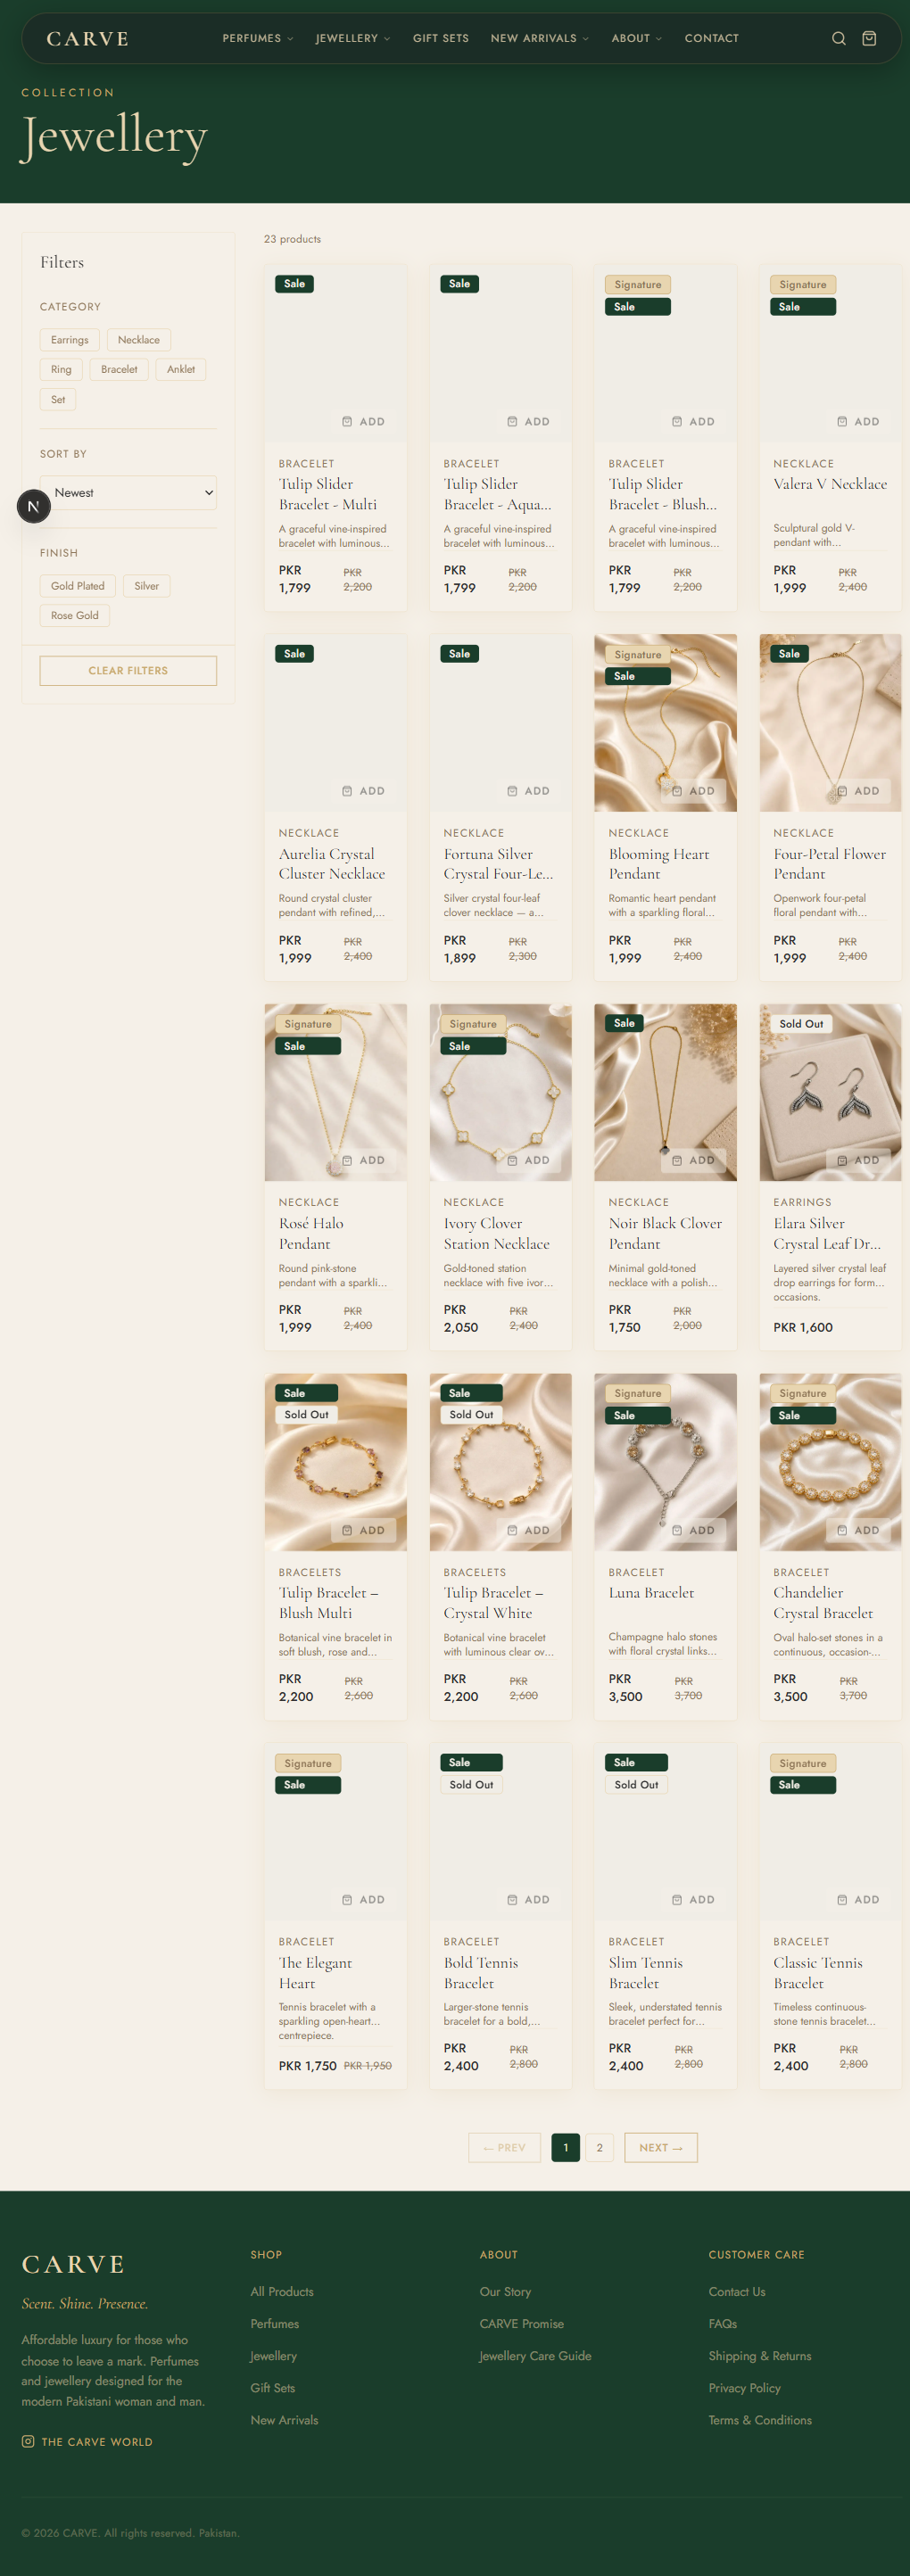 CARVE
PERFUMES JEWELLERY GIFT SETS NEW ARRIVALS ABOUT CONTACT
COLLECTION
Jewellery
Filters
CATEGORY
Earrings Necklace
Ring Bracelet Anklet
Set
SORT BY
Newest
N
FINISH
Gold Plated Silver
Rose Gold
CLEAR FILTERS
23 products
Sale
ADD
BRACELET
Tulip Slider
Bracelet - Multi
A graceful vine-inspired
bracelet with luminous...
PKR
1,799
PKR
2,200
Sale
ADD
BRACELET
Tulip Slider
Bracelet - Aqua...
A graceful vine-inspired
bracelet with luminous...
PKR
1,799
PKR
2,200
Signature
Sale
ADD
BRACELET
Tulip Slider
Bracelet - Blush...
A graceful vine-inspired
bracelet with luminous...
PKR
1,799
PKR
2,200
Signature
Sale
ADD
NECKLACE
Valera V Necklace
Sculptural gold V-
pendant with...
PKR
1,999
PKR
2,400
Sale
ADD
NECKLACE
Aurelia Crystal
Cluster Necklace
Round crystal cluster
pendant with refined,...
PKR
1,999
PKR
2,400
Sale
ADD
NECKLACE
Fortuna Silver
Crystal Four-Le...
Silver crystal four-leaf
clover necklace — a...
PKR
1,899
PKR
2,300
Signature
Sale
ADD
NECKLACE
Blooming Heart
Pendant
Romantic heart pendant
with a sparkling floral...
PKR
1,999
PKR
2,400
Sale
ADD
NECKLACE
Four-Petal Flower
Pendant
Openwork four-petal
floral pendant with...
PKR
1,999
PKR
2,400
Signature
Sale
ADD
NECKLACE
Rosé Halo
Pendant
Round pink-stone
pendant with a sparkli...
PKR
1,999
PKR
2,400
Signature
Sale
ADD
NECKLACE
Ivory Clover
Station Necklace
Gold-toned station
necklace with five ivor...
PKR
2,050
PKR
2,400
Sale
ADD
NECKLACE
Noir Black Clover
Pendant
Minimal gold-toned
necklace with a polish...
PKR
1,750
PKR
2,000
Sold Out
ADD
EARRINGS
Elara Silver
Crystal Leaf Dr...
Layered silver crystal leaf
drop earrings for form...
occasions.
PKR 1,600
Sale
Sold Out
ADD
BRACELETS
Tulip Bracelet –
Blush Multi
Botanical vine bracelet in
soft blush, rose and...
PKR
2,200
PKR
2,600
Sale
Sold Out
ADD
BRACELETS
Tulip Bracelet –
Crystal White
Botanical vine bracelet
with luminous clear ov...
PKR
2,200
PKR
2,600
Signature
Sale
ADD
BRACELET
Luna Bracelet
Champagne halo stones
with floral crystal links...
PKR
3,500
PKR
3,700
Signature
Sale
ADD
BRACELET
Chandelier
Crystal Bracelet
Oval halo-set stones in a
continuous, occasion-...
PKR
3,500
PKR
3,700
Signature
Sale
ADD
BRACELET
The Elegant
Heart
Tennis bracelet with a
sparkling open-heart...
centrepiece.
PKR 1,750 PKR 1,950
Sale
Sold Out
ADD
BRACELET
Bold Tennis
Bracelet
Larger-stone tennis
bracelet for a bold,...
PKR
2,400
PKR
2,800
Sale
Sold Out
ADD
BRACELET
Slim Tennis
Bracelet
Sleek, understated tennis
bracelet perfect for...
PKR
2,400
PKR
2,800
Signature
Sale
ADD
BRACELET
Classic Tennis
Bracelet
Timeless continuous-
stone tennis bracelet...
PKR
2,400
PKR
2,800
← PREV 1 2 NEXT →
CARVE
Scent. Shine. Presence.
Affordable luxury for those who
choose to leave a mark. Perfumes
and jewellery designed for the
modern Pakistani woman and man.
THE CARVE WORLD
SHOP
All Products
Perfumes
Jewellery
Gift Sets
New Arrivals
ABOUT
Our Story
CARVE Promise
Jewellery Care Guide
CUSTOMER CARE
Contact Us
FAQs
Shipping & Returns
Privacy Policy
Terms & Conditions
© 2026 CARVE. All rights reserved. Pakistan.